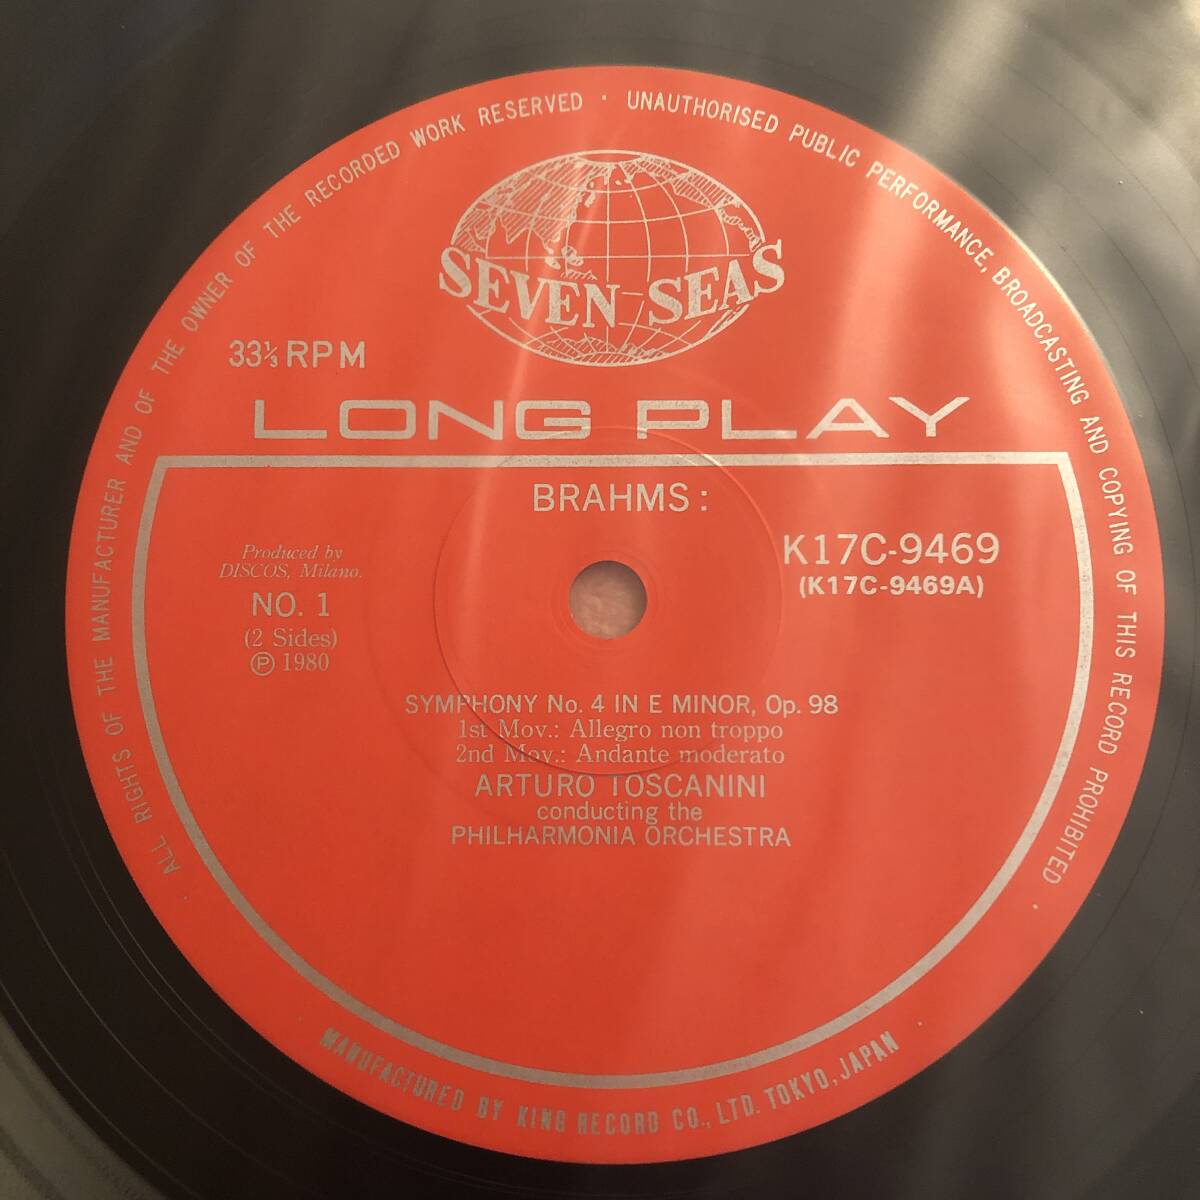 ALL RIGHTS OF THE MANUFACTURER AND OF THE OWNER OF THE RECORDED WORK RESERVED · UNAUTHORISED PUBLIC PERFORMANCE, BROADCASTING AND COPYING OF THIS RECORD PROHIBITED ·
SEVEN SEAS
33⅓ RPM
LONG PLAY
BRAHMS :
K17C-9469
(K17C-9469A)
Produced by
DISCOS, Milano.
NO. 1
(2 Sides)
Ⓟ 1980
SYMPHONY No. 4 IN E MINOR, Op. 98
1st Mov.: Allegro non troppo
2nd Mov.: Andante moderato
ARTURO TOSCANINI
conducting the
PHILHARMONIA ORCHESTRA
· MANUFACTURED BY KING RECORD CO., LTD. TOKYO, JAPAN ·